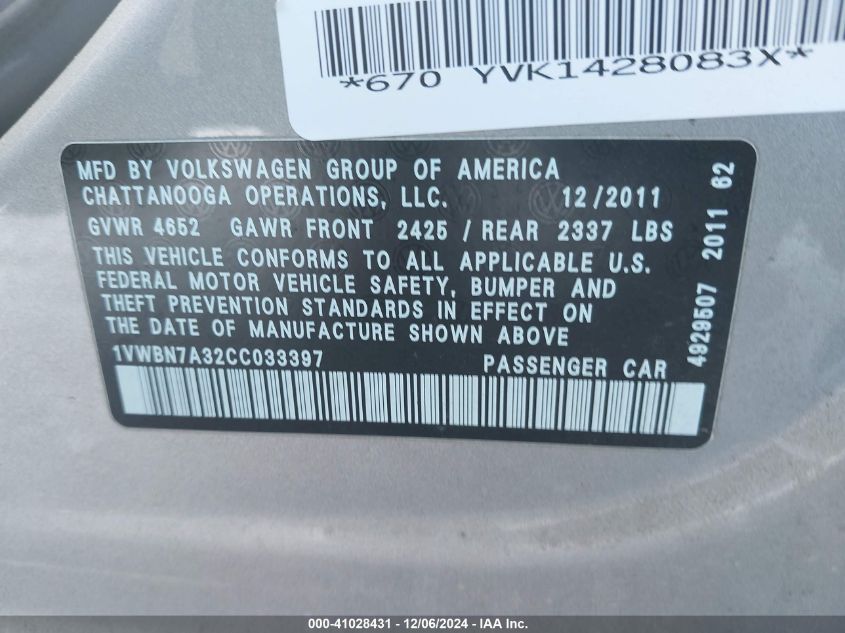 *670 YVK1428083X*
MFD BY VOLKSWAGEN GROUP OF AMERICA
CHATTANOOGA OPERATIONS, LLC. 12/2011
GVWR 4652 GAWR FRONT 2425 / REAR 2337 LBS
THIS VEHICLE CONFORMS TO ALL APPLICABLE U.S.
FEDERAL MOTOR VEHICLE SAFETY, BUMPER AND
THEFT PREVENTION STANDARDS IN EFFECT ON
THE DATE OF MANUFACTURE SHOWN ABOVE
1VWBN7A32CC033397 PASSENGER CAR
4929507 2011 62
000-41028431 - 12/06/2024 - IAA Inc.